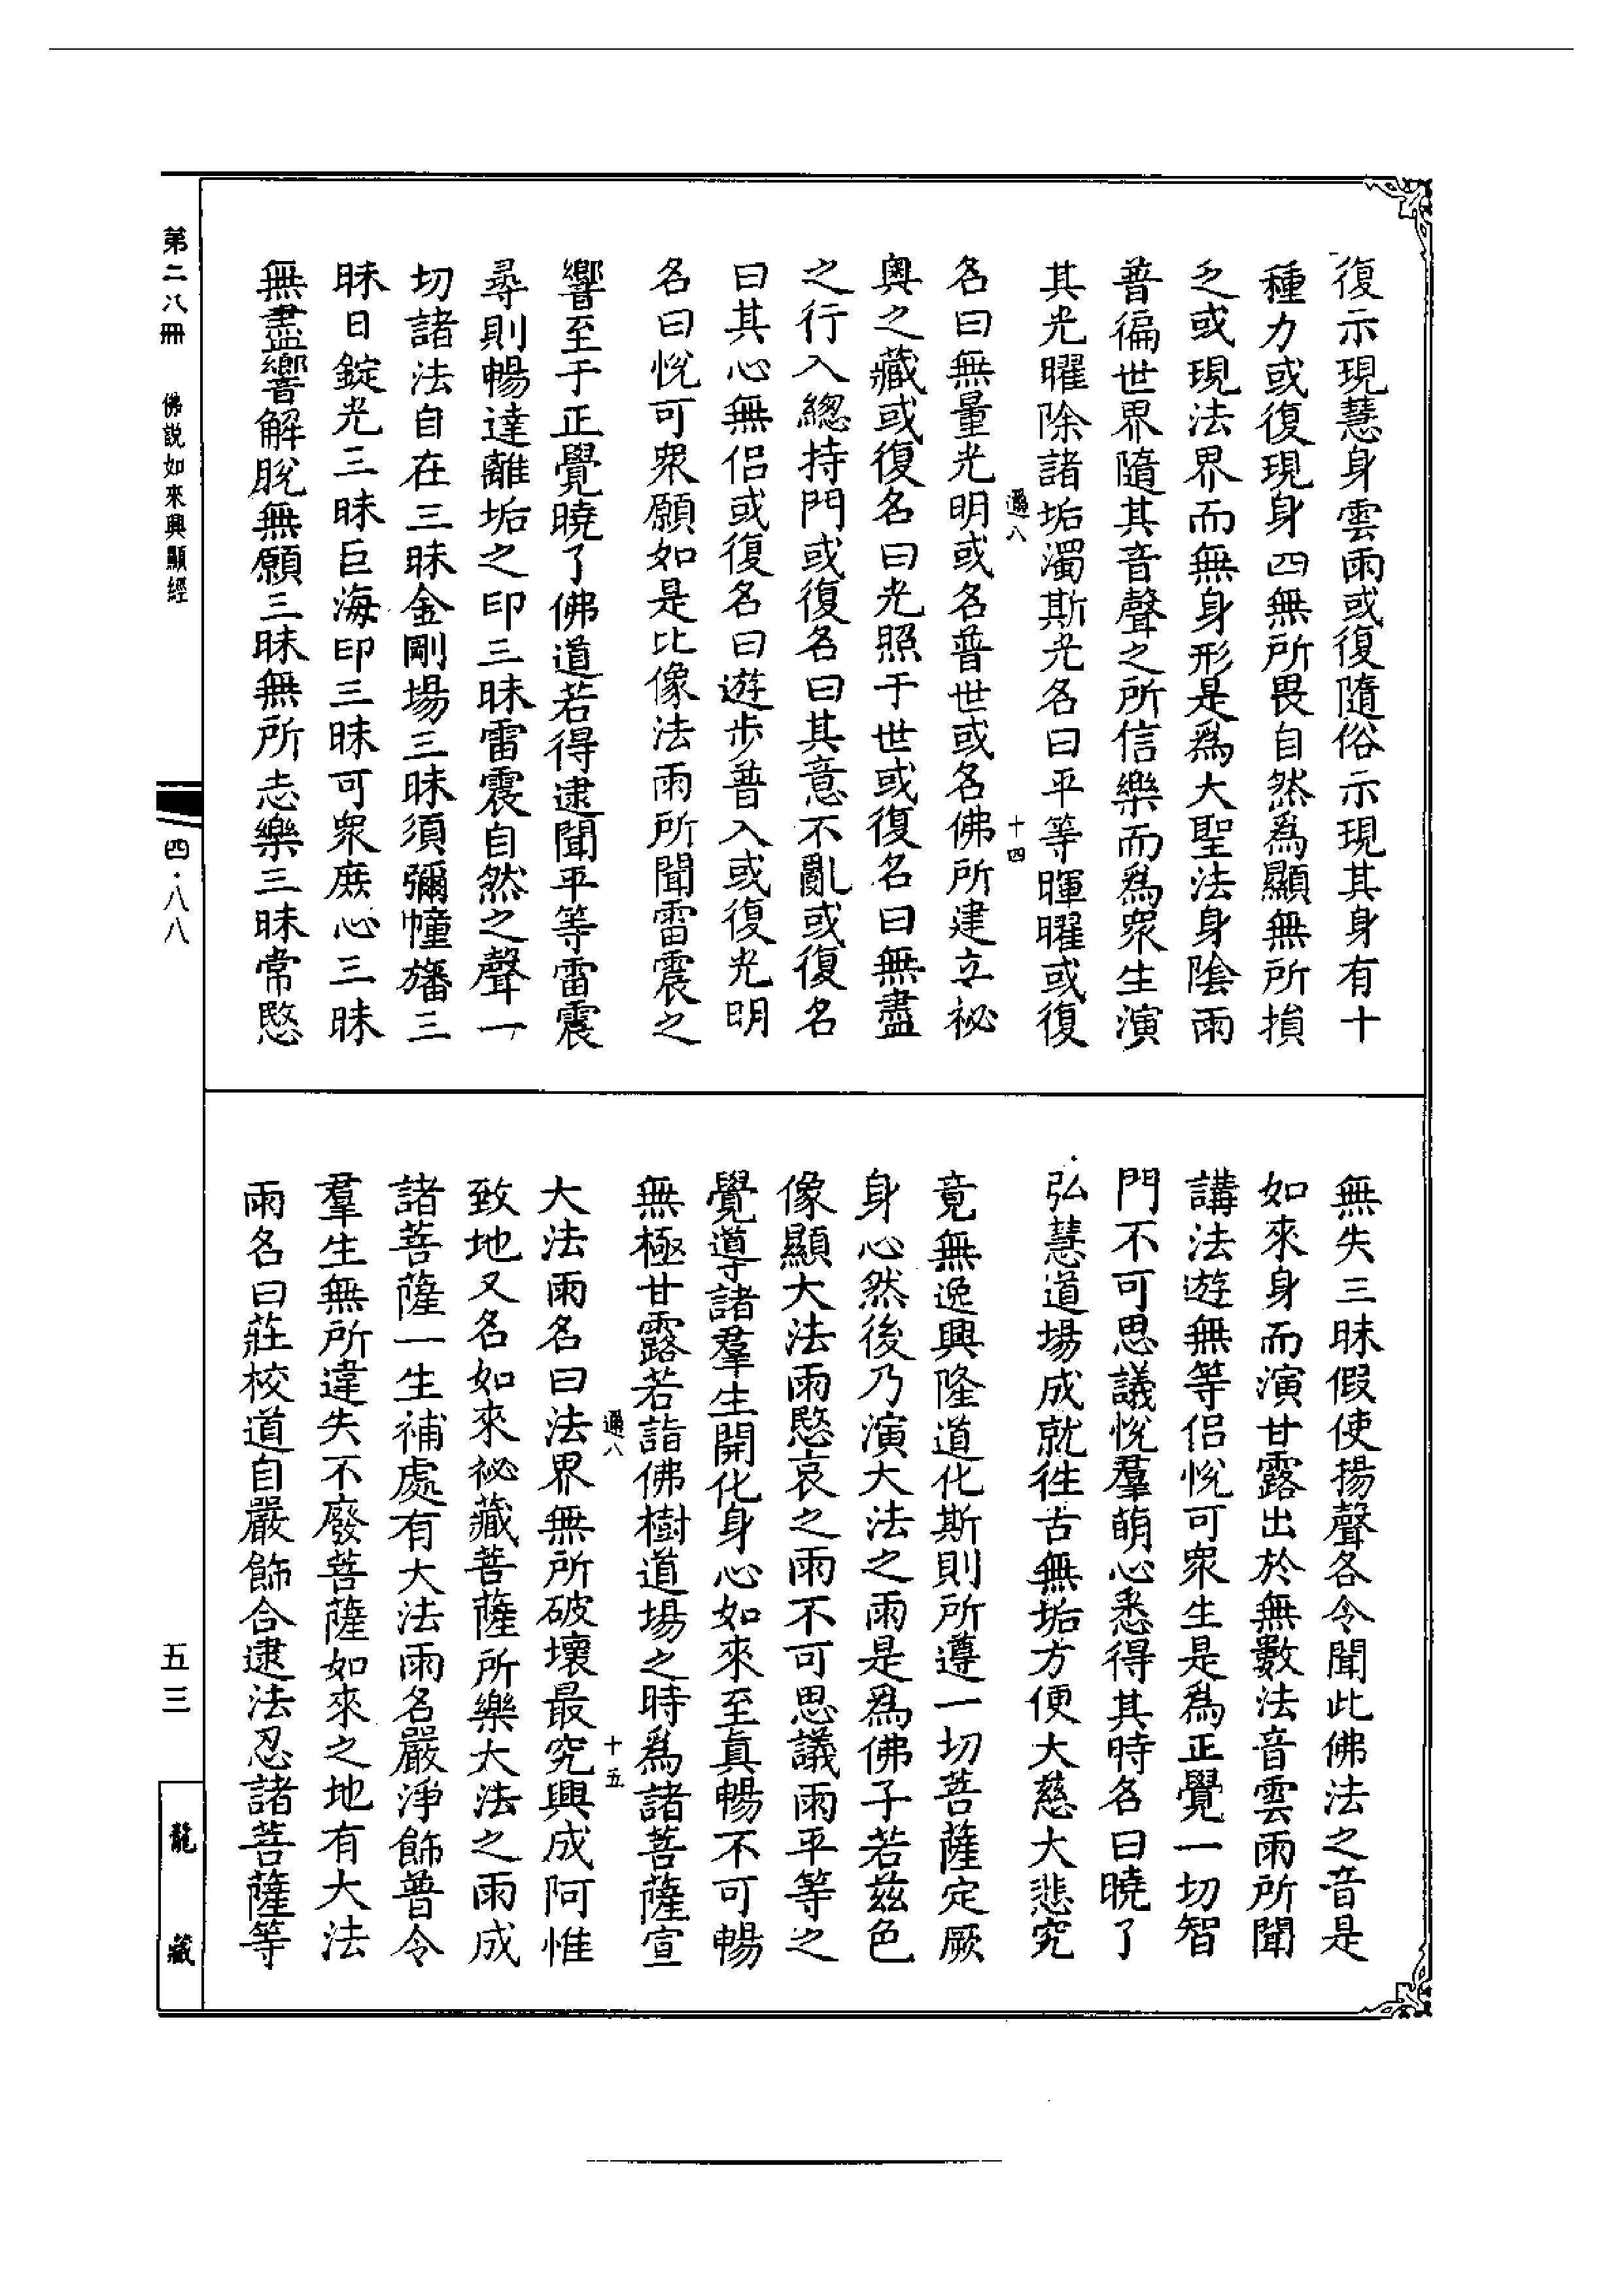 復示現慧身雲雨或復隨俗示現其身有十
種力或復現身四無所畏自然為顯無所損
乏或現法界而無身形是為大聖法身陰雨
普徧世界隨其音聲之所信樂而為眾生演
其光曜除諸垢濁斯光名曰平等暉曜或復
邇八 十四
名曰無量光明或名普世或名佛所建立祕
奧之藏或復名曰光照于世或復名曰無盡
之行入總持門或復名曰其意不亂或復名
曰其心無侶或復名曰遊步普入或復光明
名曰悅可眾願如是比像法雨所聞雷震之
響至于正覺曉了佛道若得逮聞平等雷震
尋則暢達離垢之印三昧雷震自然之聲一
切諸法自在三昧金剛場三昧須彌幢旛三
昧日錠光三昧巨海印三昧可眾庶心三昧
無盡響解脫無願三昧無所志樂三昧常愍
無失三昧假使揚聲各令聞此佛法之音是
如來身而演甘露出於無數法音雲雨所聞
講法遊無等侶悅可眾生是為正覺一切智
門不可思議悅羣萌心悉得其時名曰曉了
弘慧道場成就徃古無垢方便大慈大悲究
竟無逸興隆道化斯則所遵一切菩薩定厥
身心然後乃演大法之雨是為佛子若茲色
像顯大法雨愍哀之雨不可思議雨平等之
覺導諸羣生開化身心如來至真暢不可暢
無極甘露若詣佛樹道場之時為諸菩薩宣
邇八 十五
大法雨名曰法界無所破壞最究興成阿惟
致地又名如來祕藏菩薩所樂大法之雨成
諸菩薩一生補處有大法雨名嚴淨飾普令
羣生無所違失不廢菩薩如來之地有大法
雨名曰莊校道自嚴飾合逮法忍諸菩薩等
第二八冊 佛說如來興顯經
四·八八
五三
龍藏